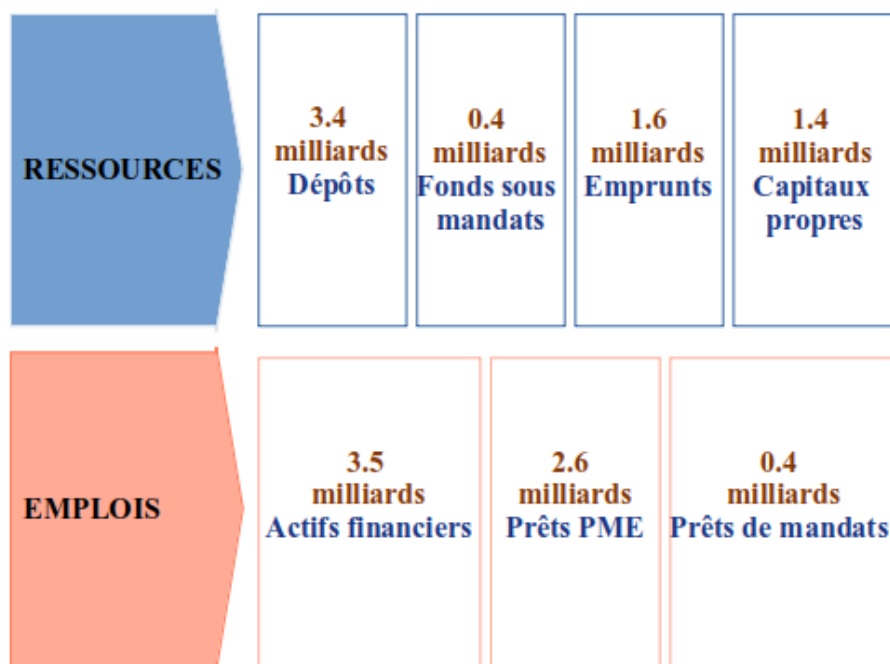 RESSOURCES
3.4
milliards
Dépôts
0.4
milliards
Fonds sous
mandats
1.6
milliards
Emprunts
1.4
milliards
Capitaux
propres
EMPLOIS
3.5
milliards
Actifs financiers
2.6
milliards
Prêts PME
0.4
milliards
Prêts de mandats